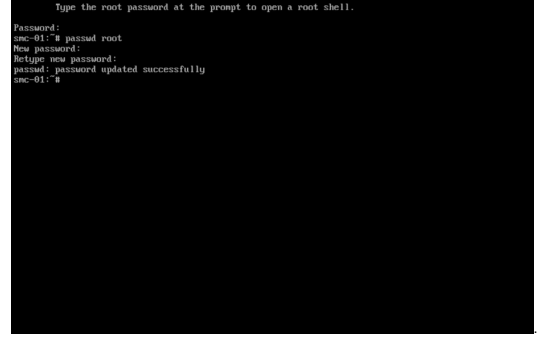 Type the root password at the prompt to open a root shell.
Password:
smc-01:~# passwd root
New password:
Retype new password:
passwd: password updated successfully
smc-01:~#
.